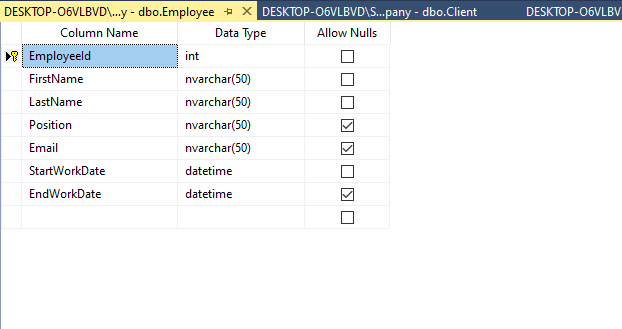 DESKTOP-O6VLBVD\...y - dbo.Employee DESKTOP-O6VLBVD\S...pany - dbo.Client DESKTOP-O6VLBV
Column Name Data Type Allow Nulls
EmployeeId int
FirstName nvarchar(50)
LastName nvarchar(50)
Position nvarchar(50)
Email nvarchar(50)
StartWorkDate datetime
EndWorkDate datetime